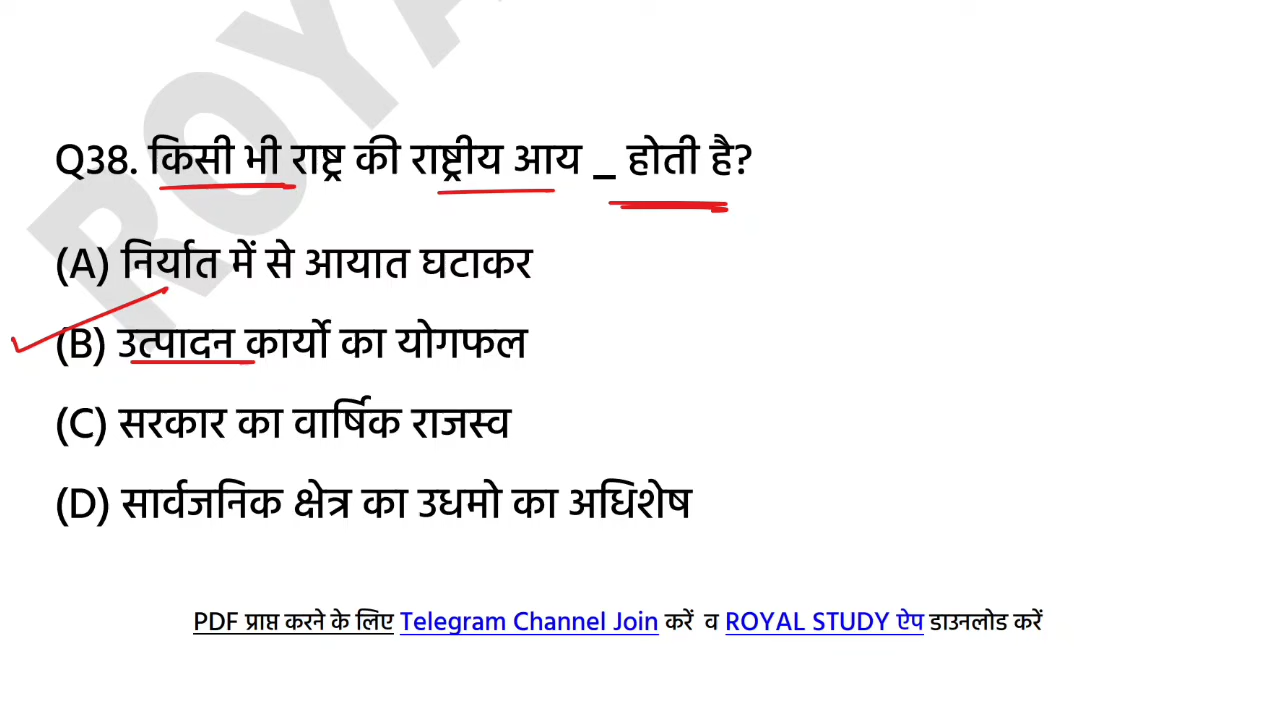 Q38. किसी भी राष्ट्र की राष्ट्रीय आय _ होती है?
(A) निर्यात में से आयात घटाकर
(B) उत्पादन कार्यो का योगफल
(C) सरकार का वार्षिक राजस्व
(D) सार्वजनिक क्षेत्र का उधमो का अधिशेष
PDF प्राप्त करने के लिए Telegram Channel Join करें व ROYAL STUDY ऐप डाउनलोड करें
ROYA